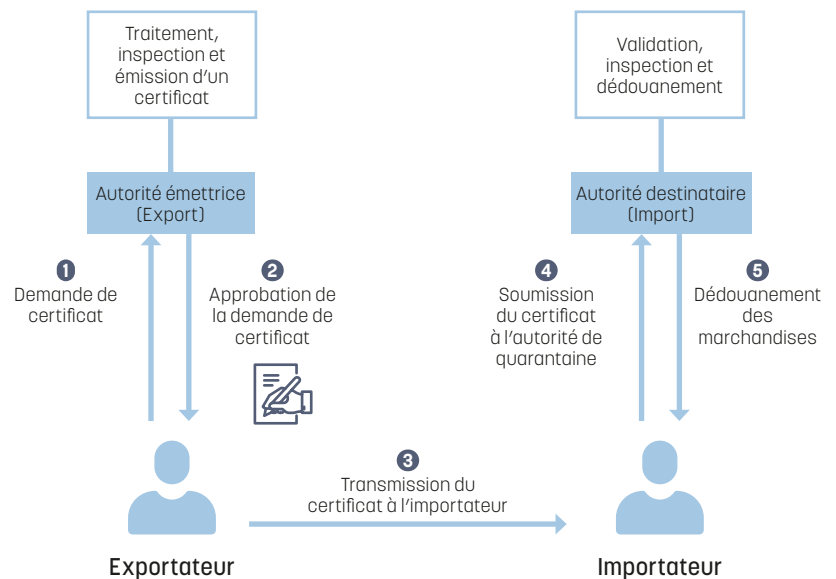 Traitement,
inspection et
émission d'un
certificat
Validation,
inspection et
dédouanement
Autorité émettrice
(Export)
Autorité destinataire
(Import)
1
Demande de
certificat
2
Approbation de
la demande de
certificat
4
Soumission
du certificat
à l'autorité de
quarantaine
5
Dédouanement
des
marchandises
3
Transmission du
certificat à l'importateur
Exportateur
Importateur